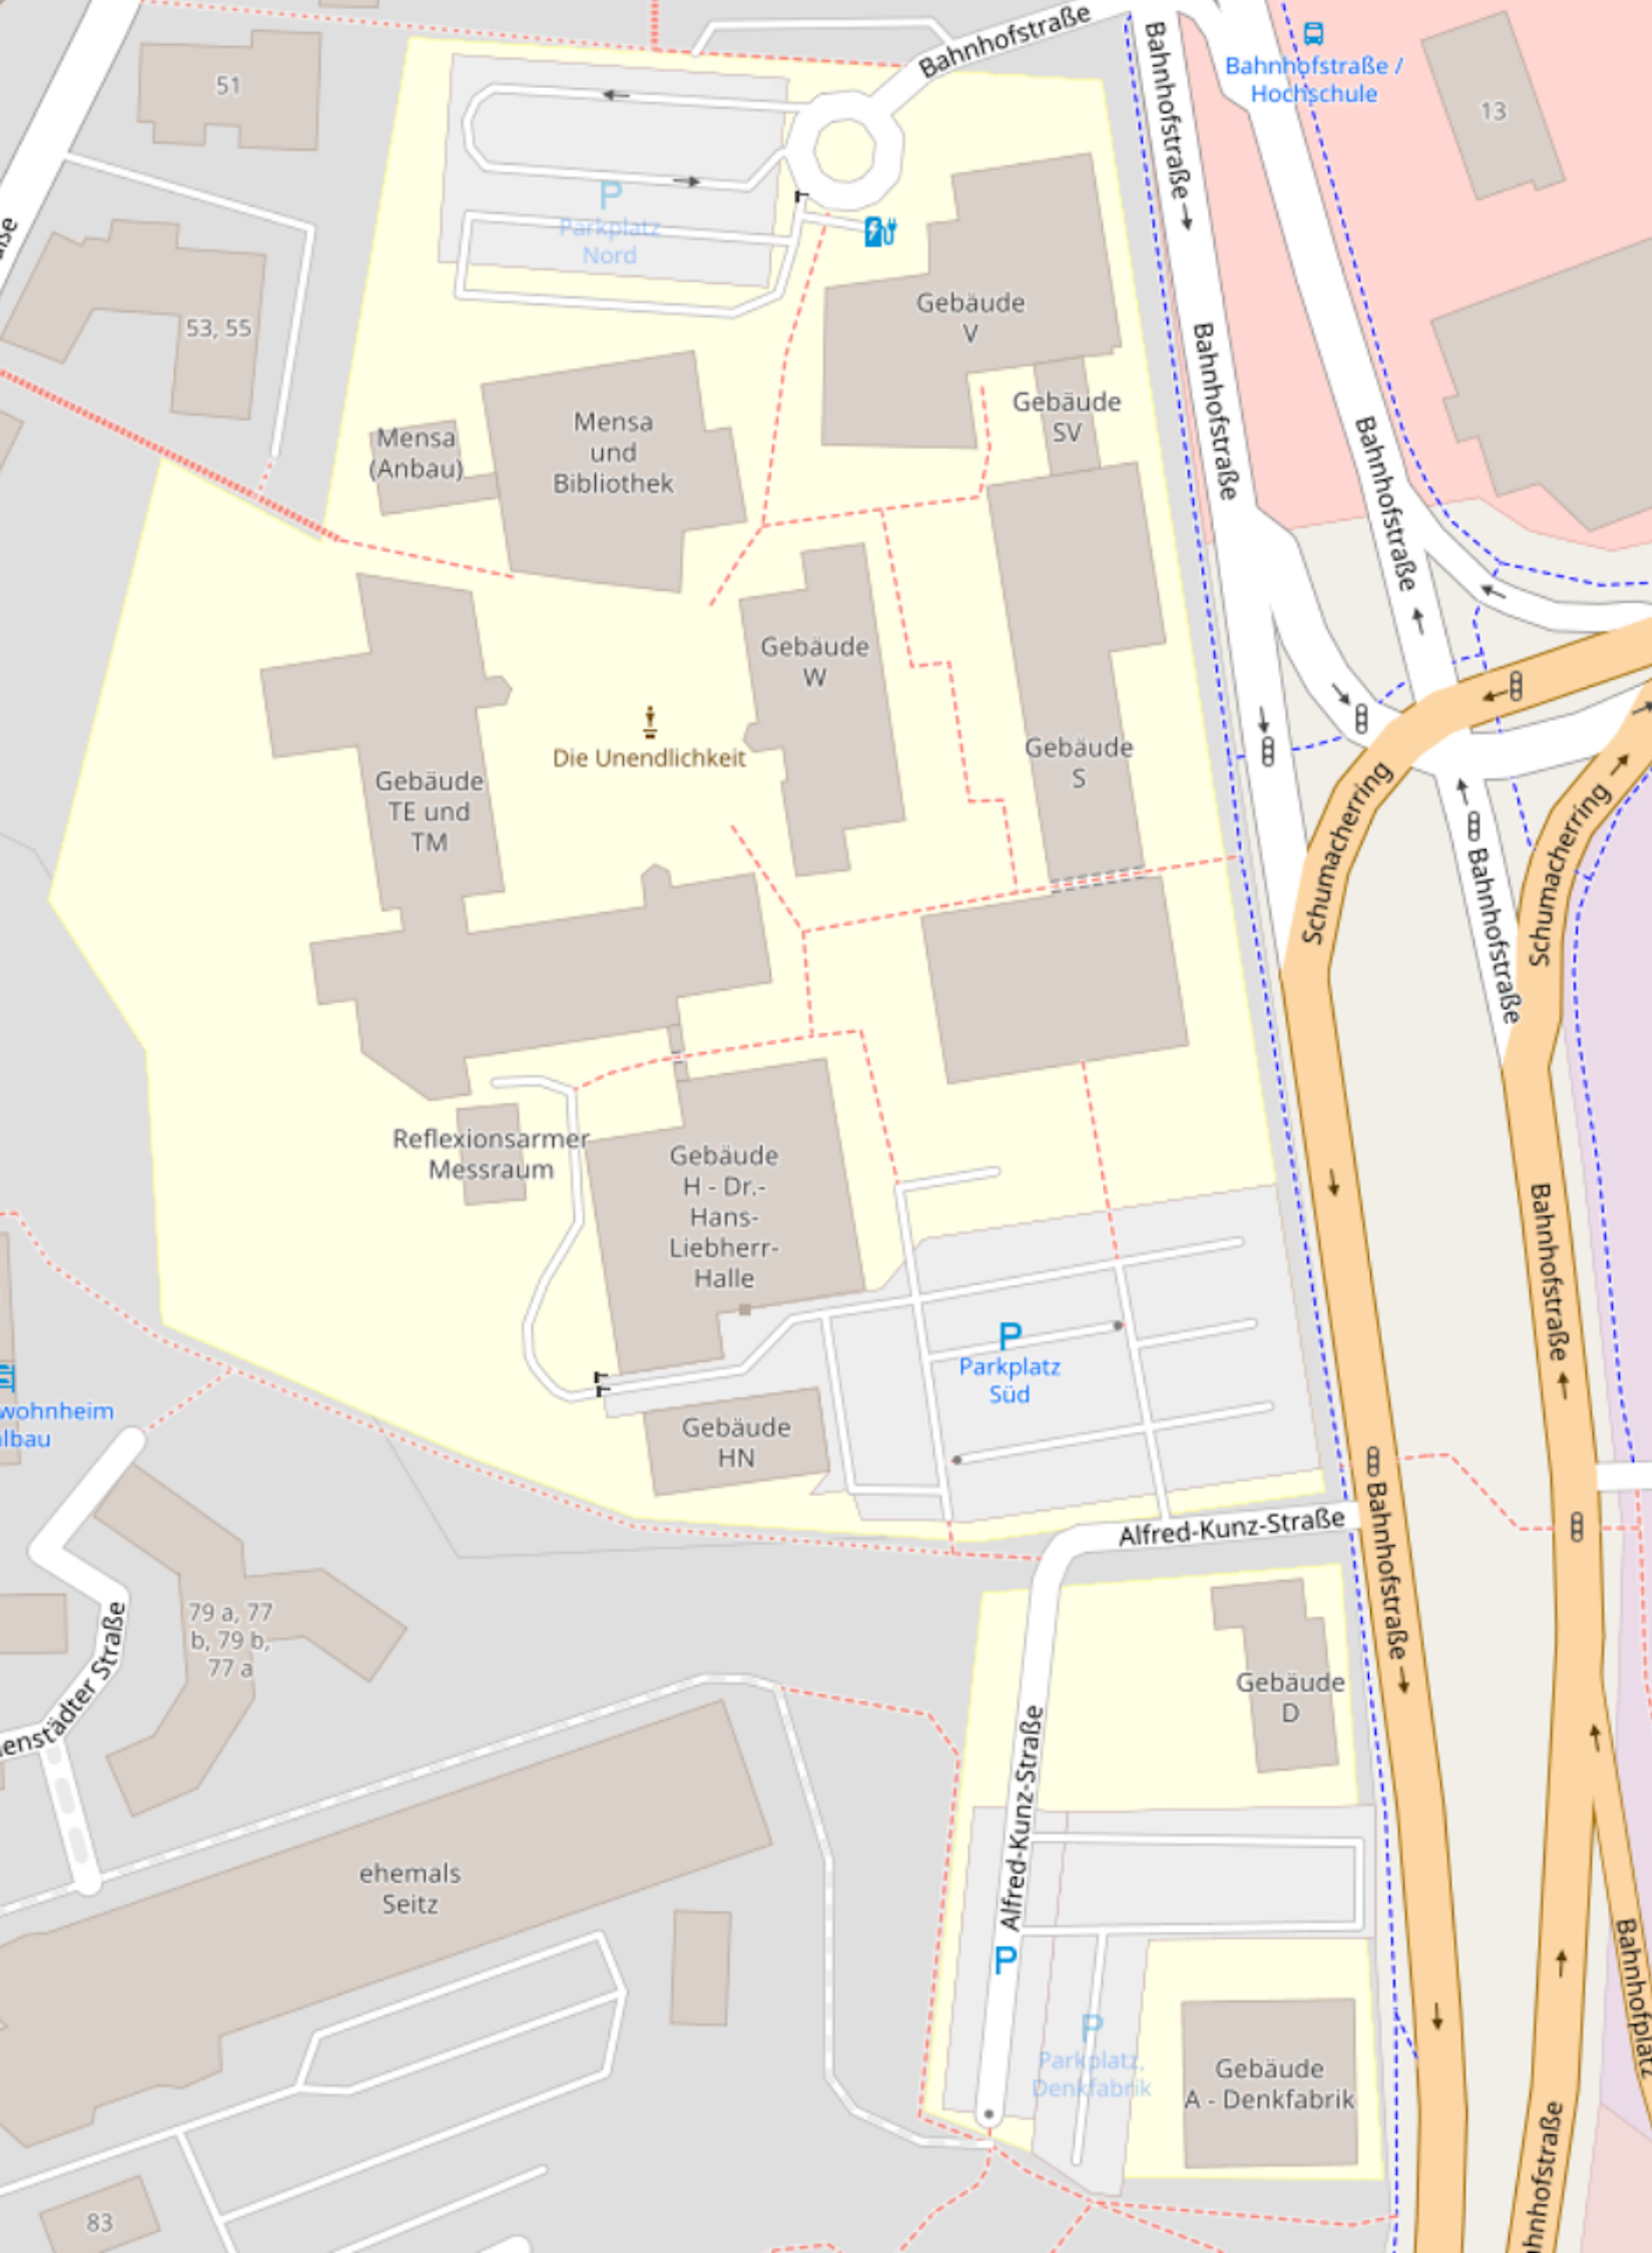 Bahnhofstraße
Bahnhofstraße
Bahnhofstraße /
Hochschule
51
13
P
Parkplatz
Nord
53, 55
Gebäude
V
Bahnhofstraße
Gebäude
SV
Mensa
(Anbau)
Mensa
und
Bibliothek
Bahnhofstraße
Gebäude
W
Die Unendlichkeit
Gebäude
S
Gebäude
TE und
TM
Schumacherring
Schumacherring
Bahnhofstraße
Reflexionsarmer
Messraum
Gebäude
H - Dr.-
Hans-
Liebherr-
Halle
Bahnhofstraße
P
Parkplatz
Süd
Gebäude
HN
Alfred-Kunz-Straße
Bahnhofstraße
79 a, 77
b, 79 b,
77 a
Gebäude
D
Alfred-Kunz-Straße
ehemals
Seitz
P
P
Parkplatz,
Denkfabrik
Gebäude
A - Denkfabrik
Bahnhofplatz
83